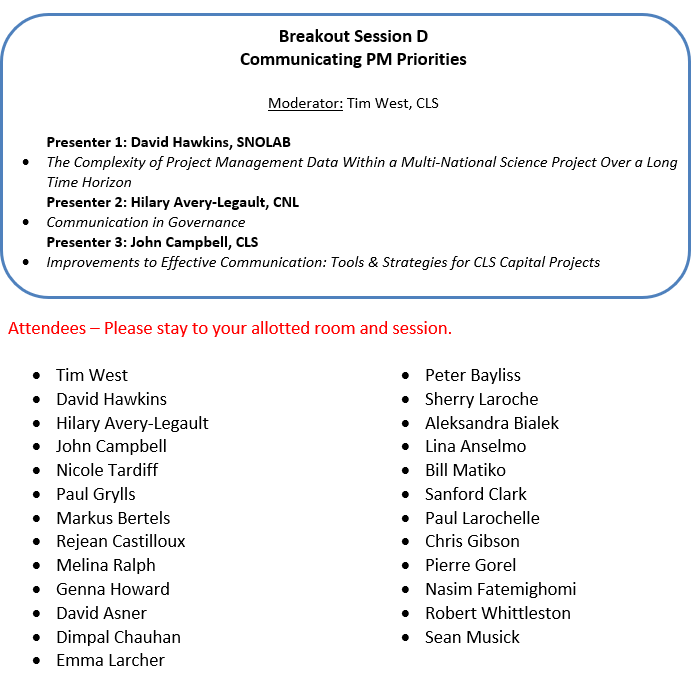 Breakout Session D
Communicating PM Priorities
Moderator: Tim West, CLS
Presenter 1: David Hawkins, SNOLAB
• The Complexity of Project Management Data Within a Multi-National Science Project Over a Long
Time Horizon
Presenter 2: Hilary Avery-Legault, CNL
• Communication in Governance
Presenter 3: John Campbell, CLS
• Improvements to Effective Communication: Tools & Strategies for CLS Capital Projects
Attendees – Please stay to your allotted room and session.
• Tim West
• David Hawkins
• Hilary Avery-Legault
• John Campbell
• Nicole Tardiff
• Paul Grylls
• Markus Bertels
• Rejean Castilloux
• Melina Ralph
• Genna Howard
• David Asner
• Dimpal Chauhan
• Emma Larcher
• Peter Bayliss
• Sherry Laroche
• Aleksandra Bialek
• Lina Anselmo
• Bill Matiko
• Sanford Clark
• Paul Larochelle
• Chris Gibson
• Pierre Gorel
• Nasim Fatemighomi
• Robert Whittleston
• Sean Musick